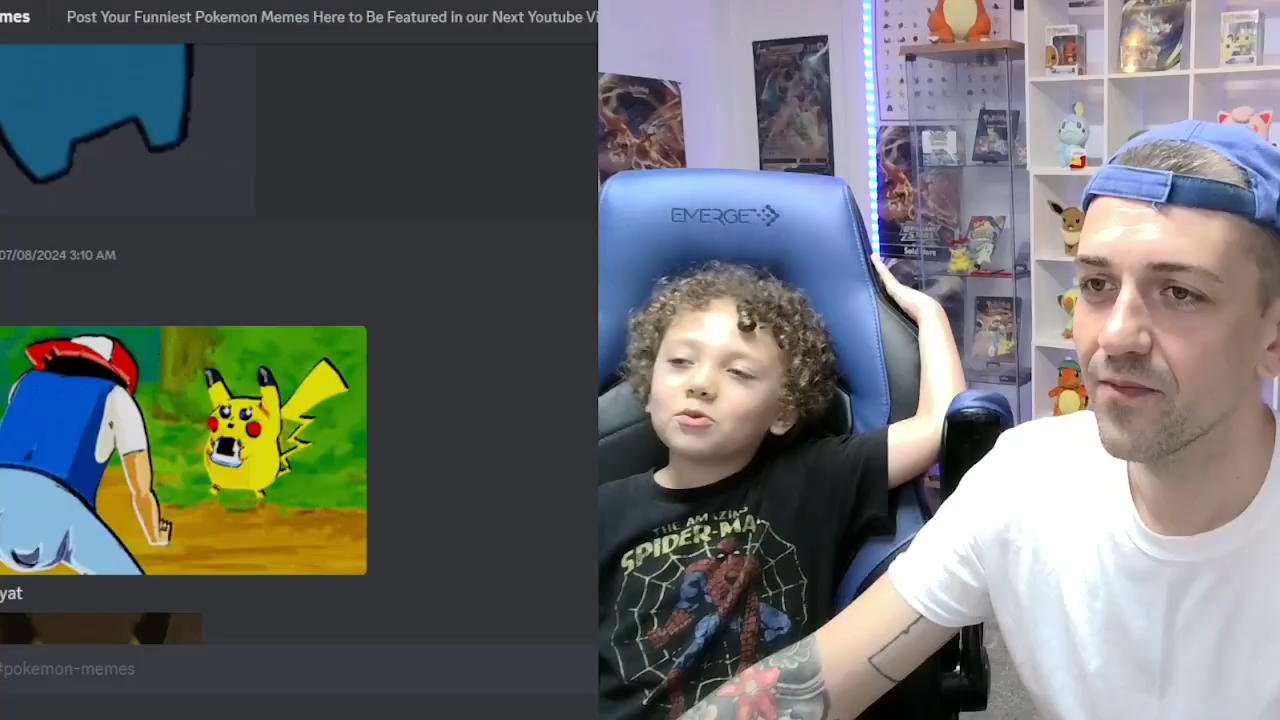 mes
Post Your Funniest Pokemon Memes Here to Be Featured in our Next Youtube Vi
07/08/2024 3:10 AM
yat
#pokemon-memes
EMERGE
THE AMAZING
SPIDER-MA